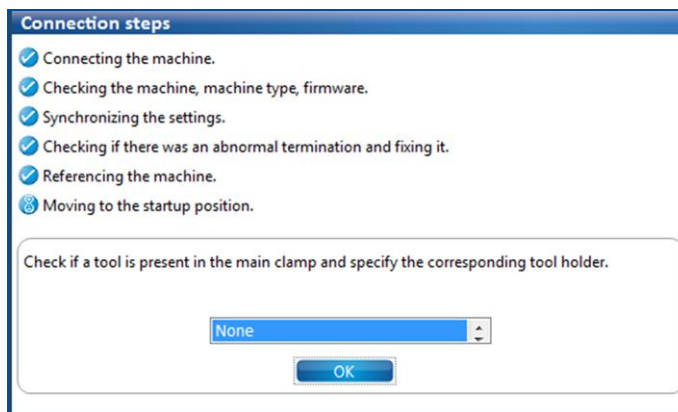 Connection steps
Connecting the machine.
Checking the machine, machine type, firmware.
Synchronizing the settings.
Checking if there was an abnormal termination and fixing it.
Referencing the machine.
Moving to the startup position.
Check if a tool is present in the main clamp and specify the corresponding tool holder.
None
OK